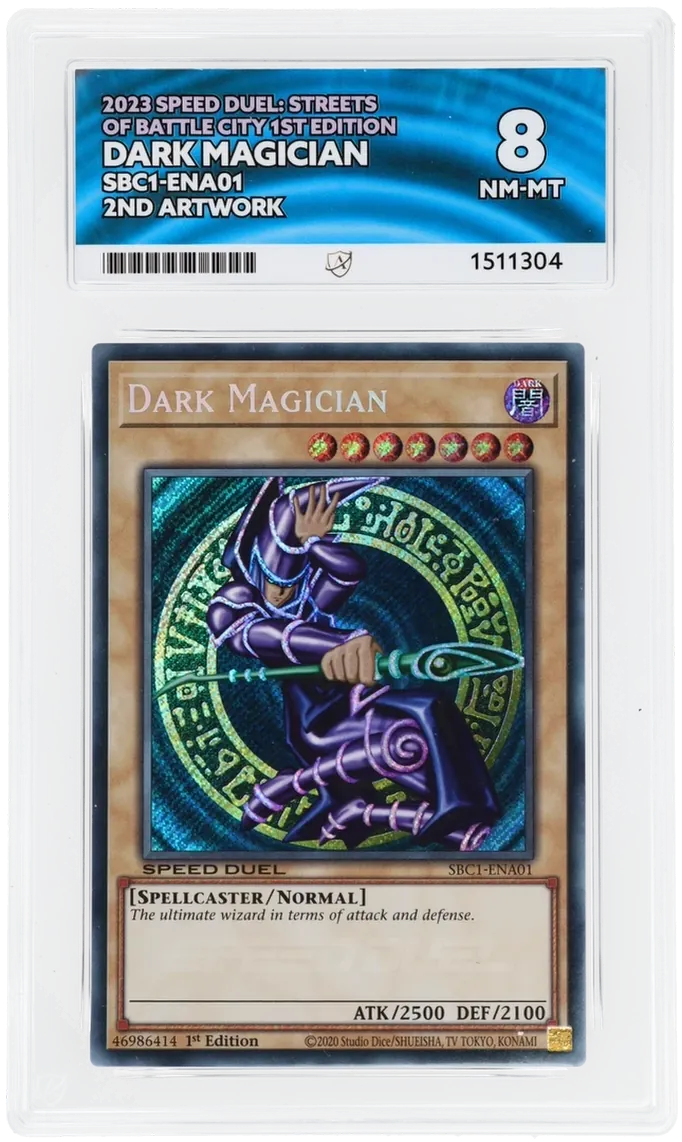 2023 SPEED DUEL: STREETS
OF BATTLE CITY 1ST EDITION
DARK MAGICIAN
SBC1-ENA01
2ND ARTWORK
8
NM-MT
1511304
DARK MAGICIAN
DARK
闇
SPEED DUEL
SBC1-ENA01
[SPELLCASTER/NORMAL]
The ultimate wizard in terms of attack and defense.
ATK/2500 DEF/2100
46986414 1st Edition
©2020 Studio Dice/SHUEISHA, TV TOKYO, KONAMI